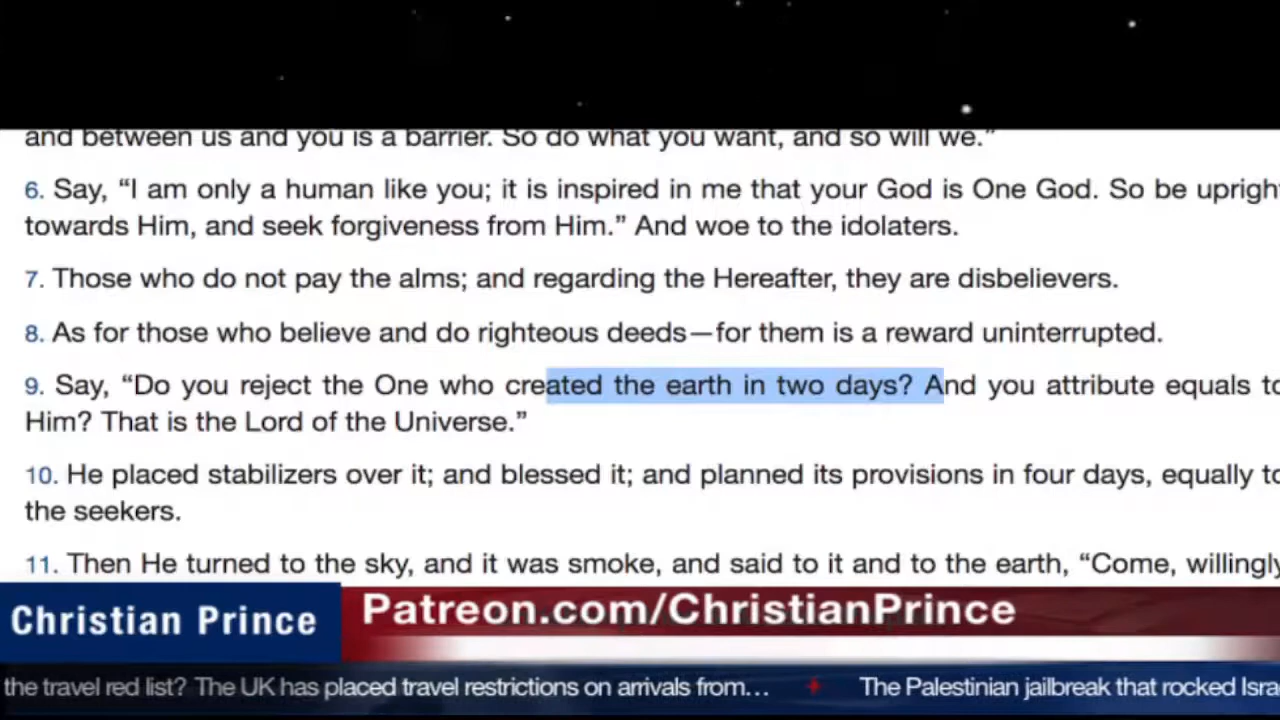 and between us and you is a barrier. So do what you want, and so will we.”
6. Say, “I am only a human like you; it is inspired in me that your God is One God. So be upright
towards Him, and seek forgiveness from Him.” And woe to the idolaters.
7. Those who do not pay the alms; and regarding the Hereafter, they are disbelievers.
8. As for those who believe and do righteous deeds—for them is a reward uninterrupted.
9. Say, “Do you reject the One who created the earth in two days? And you attribute equals to
Him? That is the Lord of the Universe.”
10. He placed stabilizers over it; and blessed it; and planned its provisions in four days, equally to
the seekers.
11. Then He turned to the sky, and it was smoke, and said to it and to the earth, “Come, willingly
Christian Prince
Patreon.com/ChristianPrince
the travel red list? The UK has placed travel restrictions on arrivals from... The Palestinian jailbreak that rocked Isra